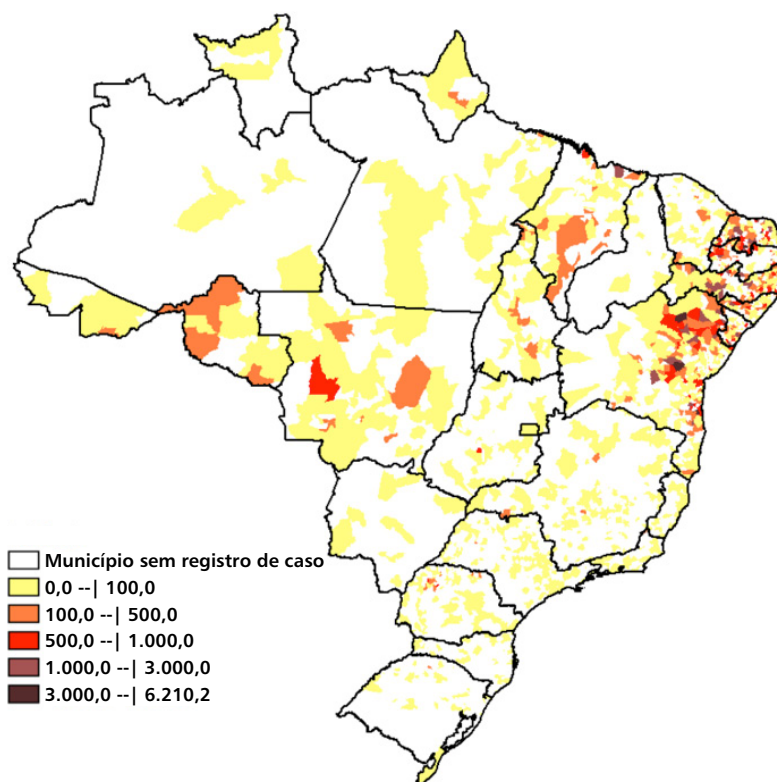 Município sem registro de caso
0,0 --| 100,0
100,0 --| 500,0
500,0 --| 1.000,0
1.000,0 --| 3.000,0
3.000,0 --| 6.210,2